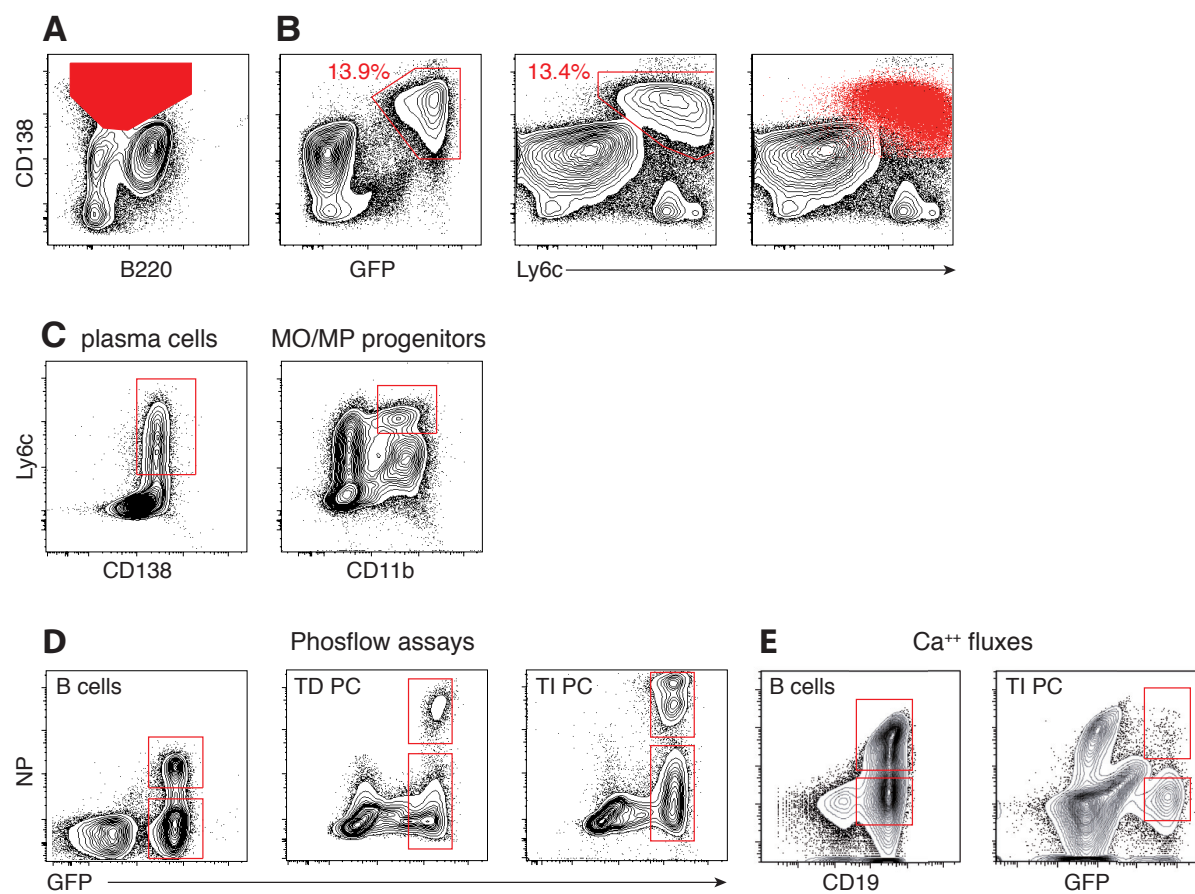 A
B
13.9%
13.4%
CD138
B220
GFP
Ly6c
C
plasma cells
MO/MP progenitors
Ly6c
CD138
CD11b
D
Phosflow assays
E
Ca++ fluxes
B cells
TD PC
TI PC
B cells
TI PC
NP
GFP
CD19
GFP